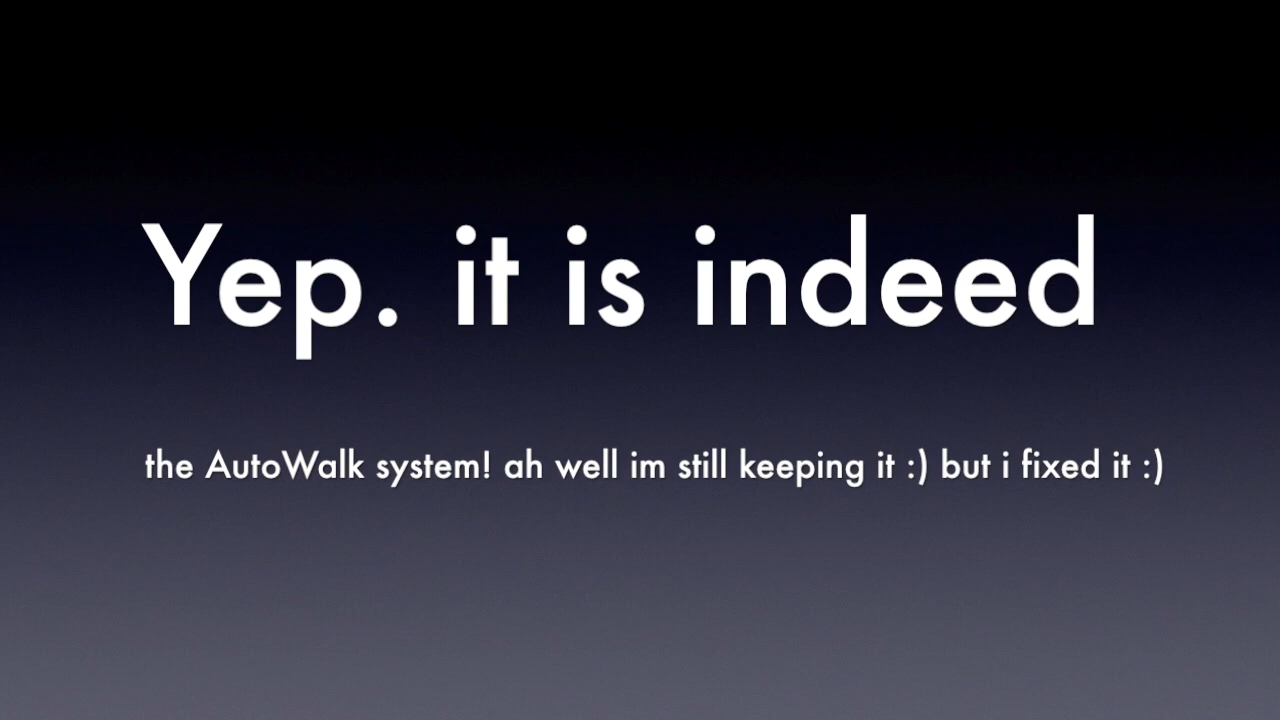 Yep. it is indeed
the AutoWalk system! ah well im still keeping it :) but i fixed it :)